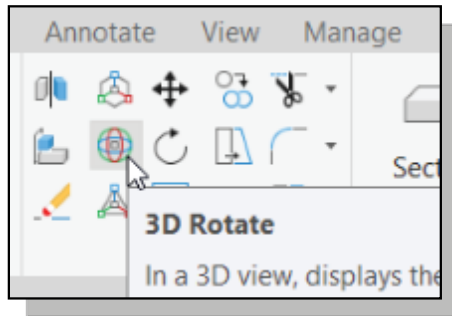 Annotate View Manage
Sect
3D Rotate
In a 3D view, displays the